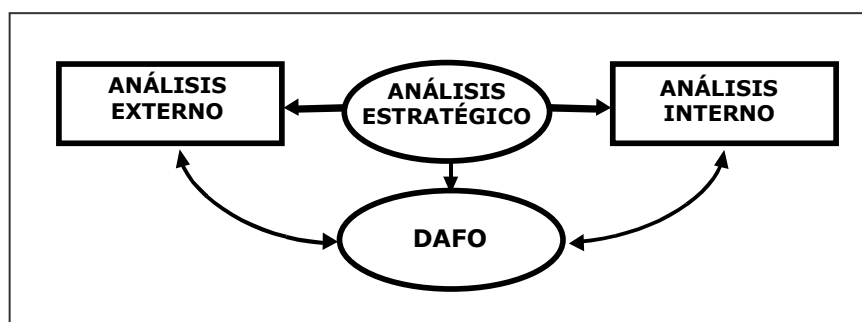 ANÁLISIS
EXTERNO
ANÁLISIS
ESTRATÉGICO
ANÁLISIS
INTERNO
DAFO